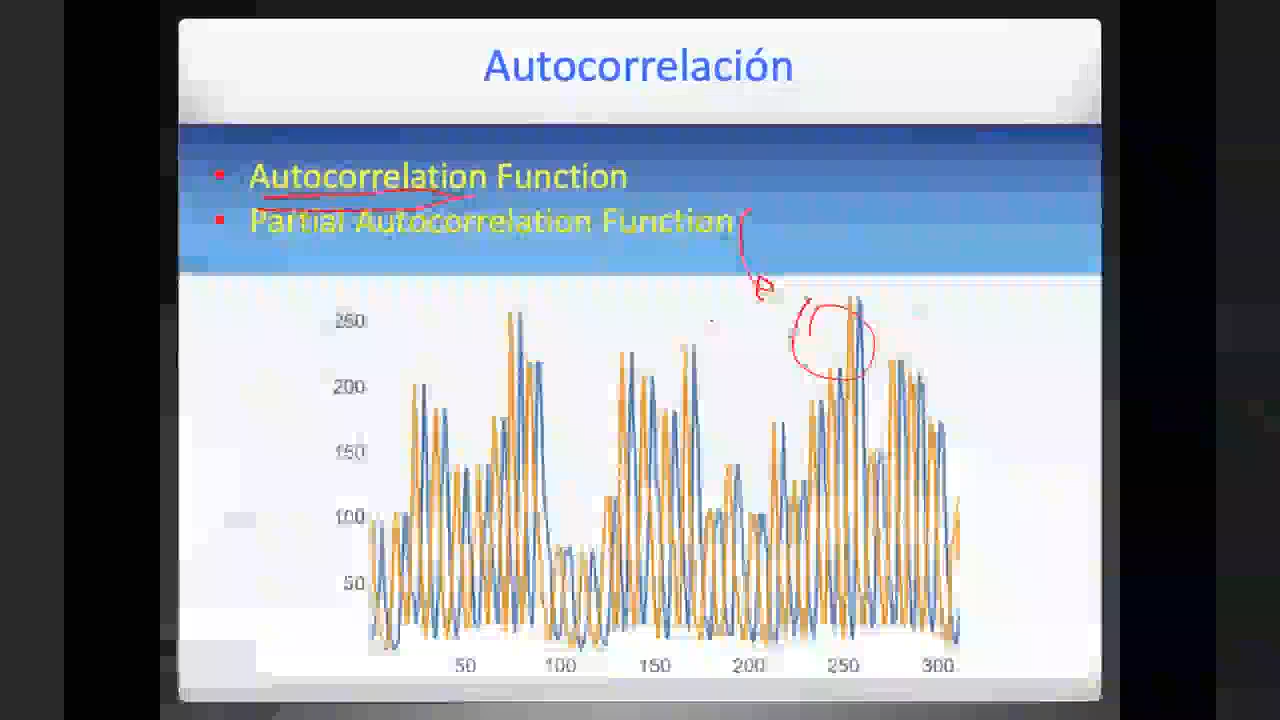 Autocorrelación
• Autocorrelation Function
• Partial Autocorrelation Function
250
200
150
100
50
50 100 150 200 250 300